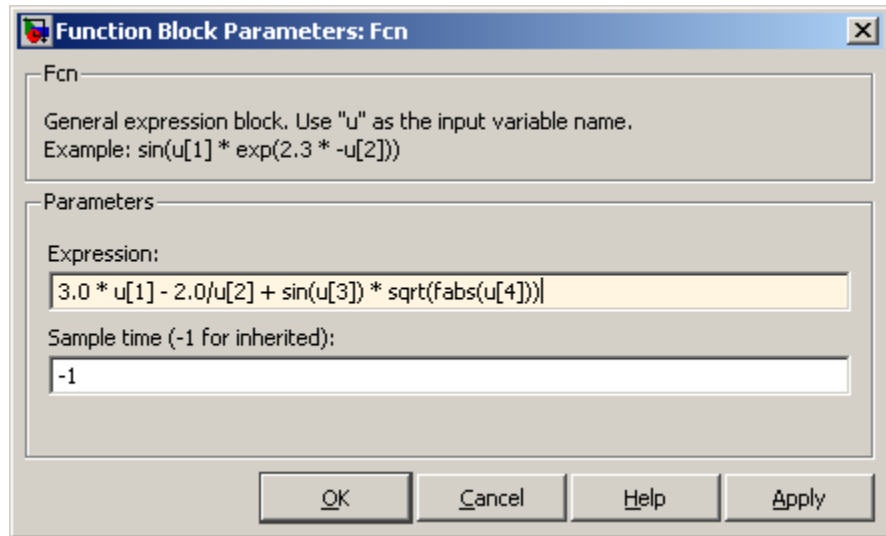 Function Block Parameters: Fcn
Fcn
General expression block. Use "u" as the input variable name.
Example: sin(u[1] * exp(2.3 * -u[2]))
Parameters
Expression:
3.0 * u[1] - 2.0/u[2] + sin(u[3]) * sqrt(fabs(u[4]))
Sample time (-1 for inherited):
-1
OK Cancel Help Apply